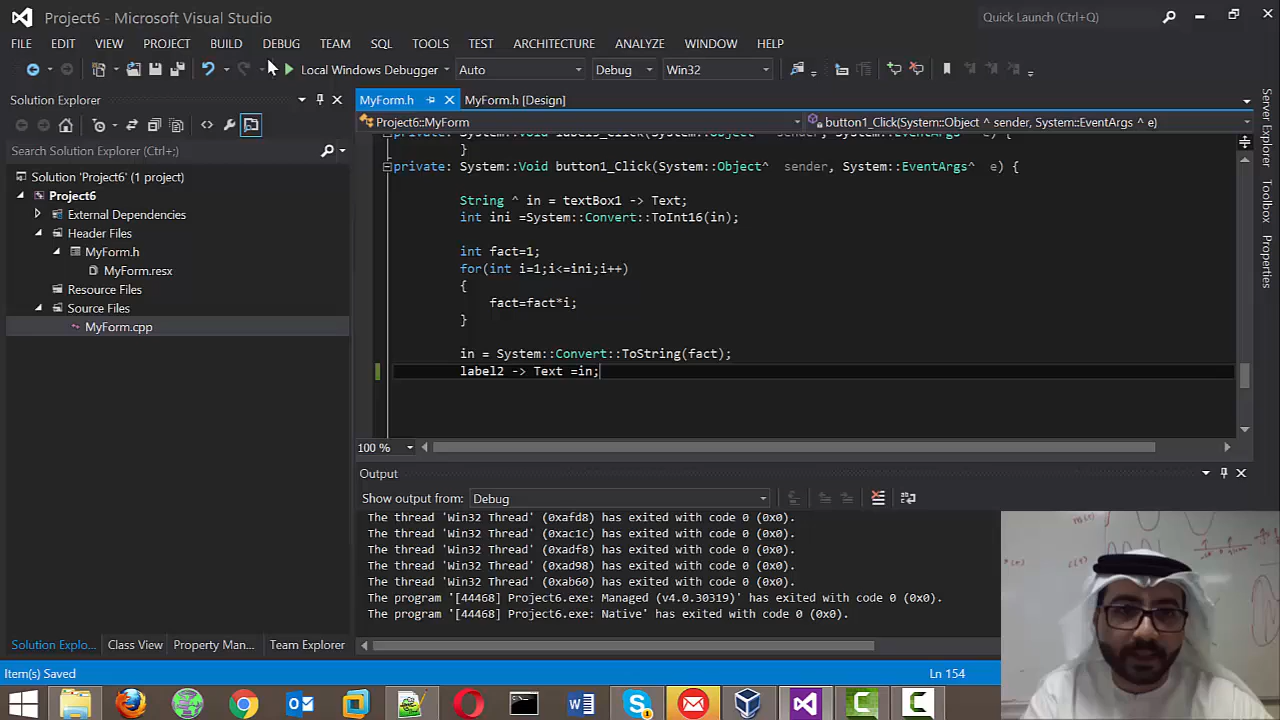 Project6 - Microsoft Visual Studio
Quick Launch (Ctrl+Q)
FILE EDIT VIEW PROJECT BUILD DEBUG TEAM SQL TOOLS TEST ARCHITECTURE ANALYZE WINDOW HELP
Local Windows Debugger Auto Debug Win32
Solution Explorer
MyForm.h MyForm.h [Design]
Project6::MyForm button1_Click(System::Object ^ sender, System::EventArgs ^ e)
Search Solution Explorer (Ctrl+;)
Solution 'Project6' (1 project)
Project6
External Dependencies
Header Files
MyForm.h
MyForm.resx
Resource Files
Source Files
MyForm.cpp
}
private: System::Void button1_Click(System::Object^ sender, System::EventArgs^ e) {
String ^ in = textBox1 -> Text;
int ini =System::Convert::ToInt16(in);
int fact=1;
for(int i=1;i<=ini;i++)
{
fact=fact*i;
}
in = System::Convert::ToString(fact);
label2 -> Text =in;
100 %
Output
Show output from: Debug
The thread 'Win32 Thread' (0xafd8) has exited with code 0 (0x0).
The thread 'Win32 Thread' (0xac1c) has exited with code 0 (0x0).
The thread 'Win32 Thread' (0xadf8) has exited with code 0 (0x0).
The thread 'Win32 Thread' (0xad98) has exited with code 0 (0x0).
The thread 'Win32 Thread' (0xab60) has exited with code 0 (0x0).
The program '[44468] Project6.exe: Managed (v4.0.30319)' has exited with code 0 (0x0).
The program '[44468] Project6.exe: Native' has exited with code 0 (0x0).
Solution Explo... Class View Property Man... Team Explorer
Item(s) Saved
Ln 154
Server Explorer
Toolbox
Properties